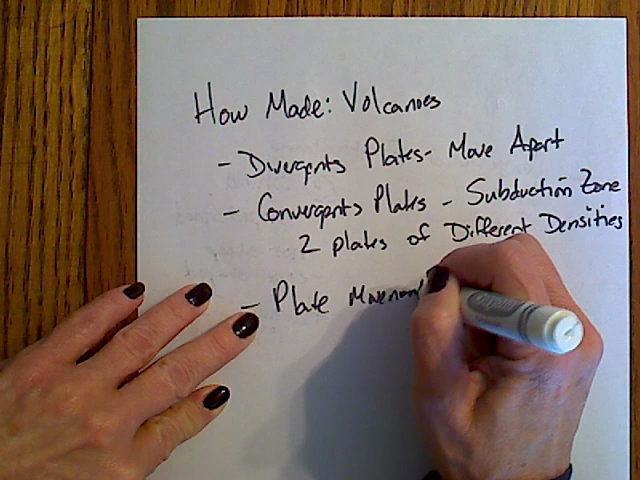 How Made: Volcanoes
- Divergents Plates- Move Apart
- Convergents Plates - Subduction Zone
2 plates of Different Densities
- Plate